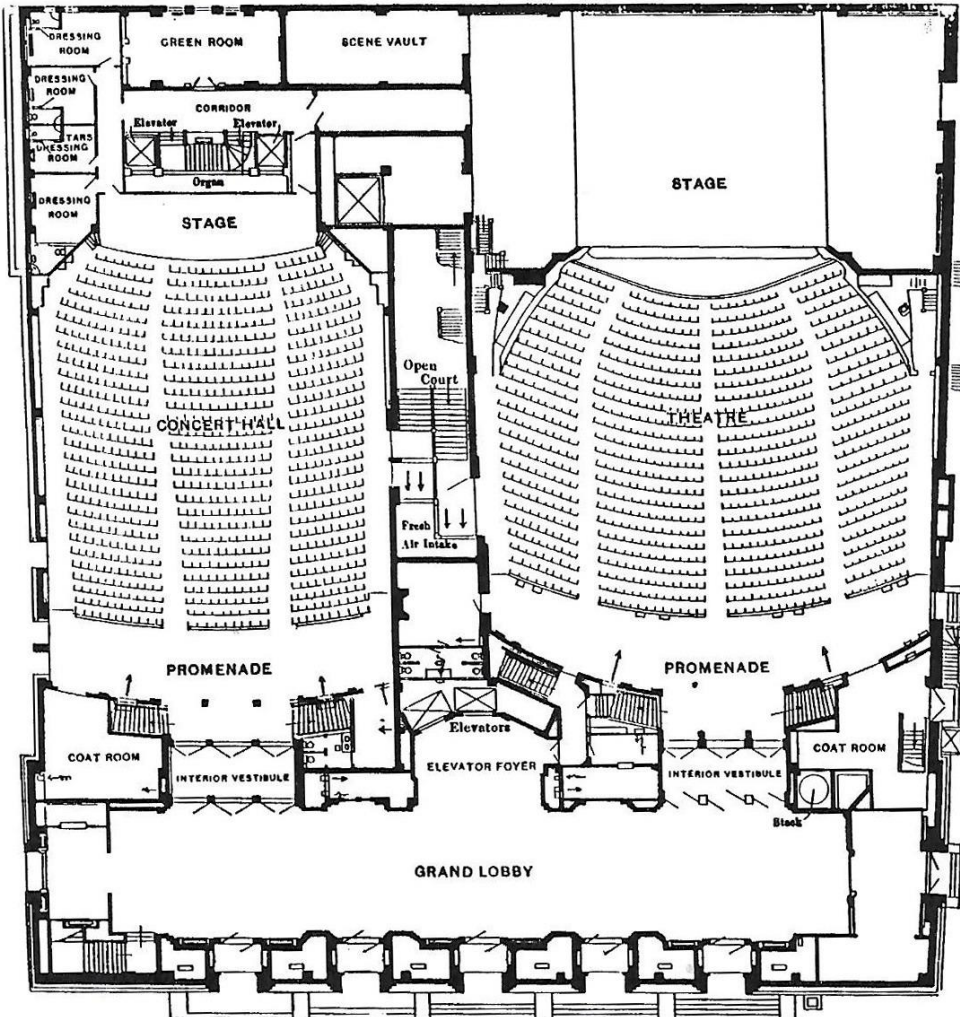 DRESSING
ROOM
GREEN ROOM
SCENE VAULT
DRESSING
ROOM
CORRIDOR
Elevator
Elevator
STARS
DRESSING
ROOM
Organ
DRESSING
ROOM
STAGE
STAGE
Open
Court
CONCERT HALL
THEATRE
Fresh
Air Intake
PROMENADE
PROMENADE
Elevators
COAT ROOM
INTERIOR VESTIBULE
ELEVATOR FOYER
INTERIOR VESTIBULE
COAT ROOM
Stack
GRAND LOBBY